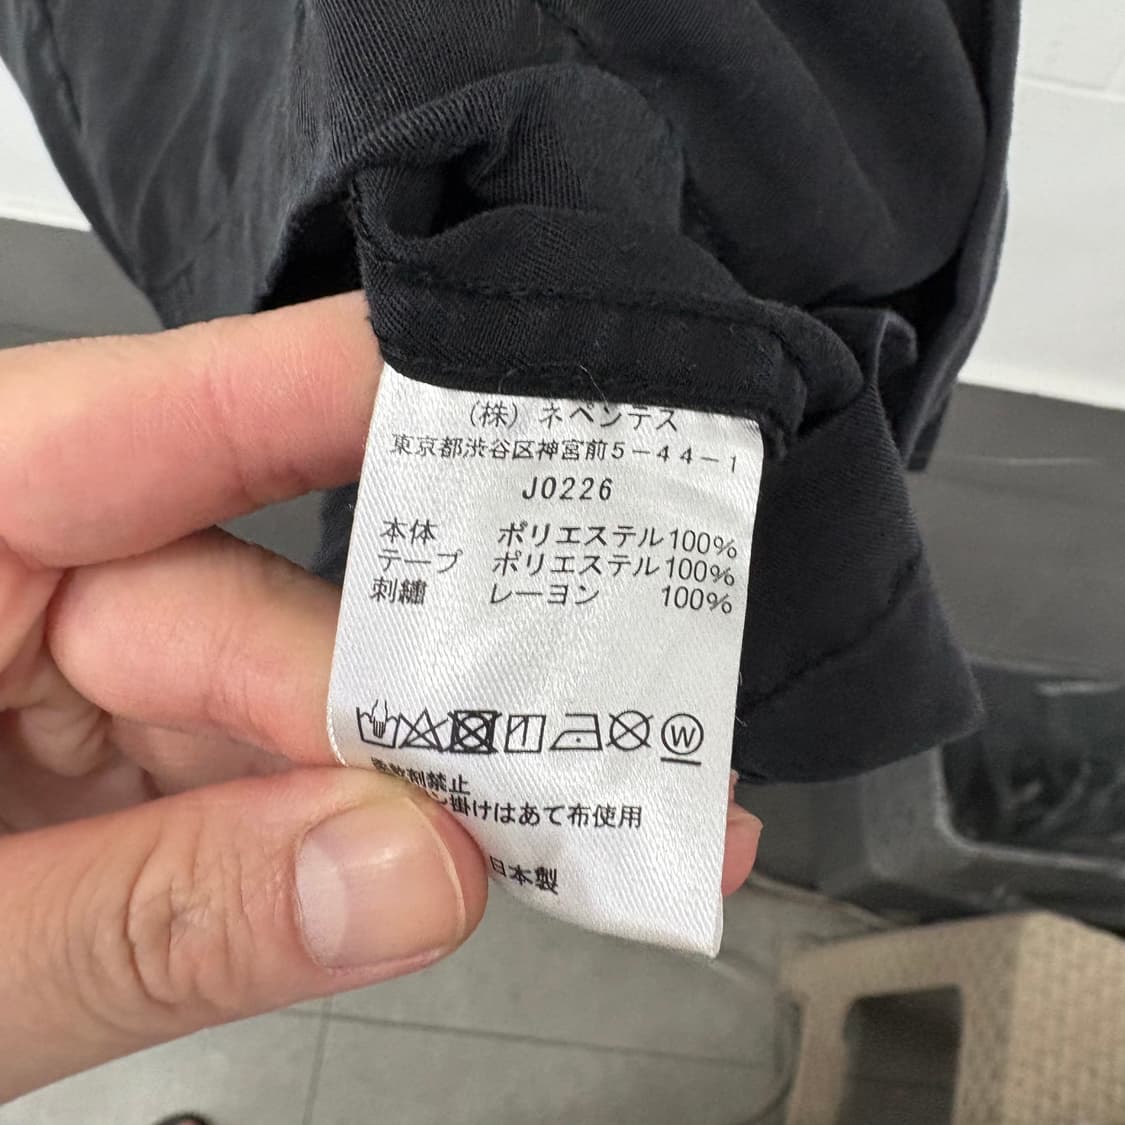 (株) ネペンテス
東京都渋谷区神宮前5-44-1
J0226
本体 ポリエステル100%
テープ ポリエステル100%
刺繍 レーヨン 100%
W
剤禁止
掛けはあて布使用
日本製